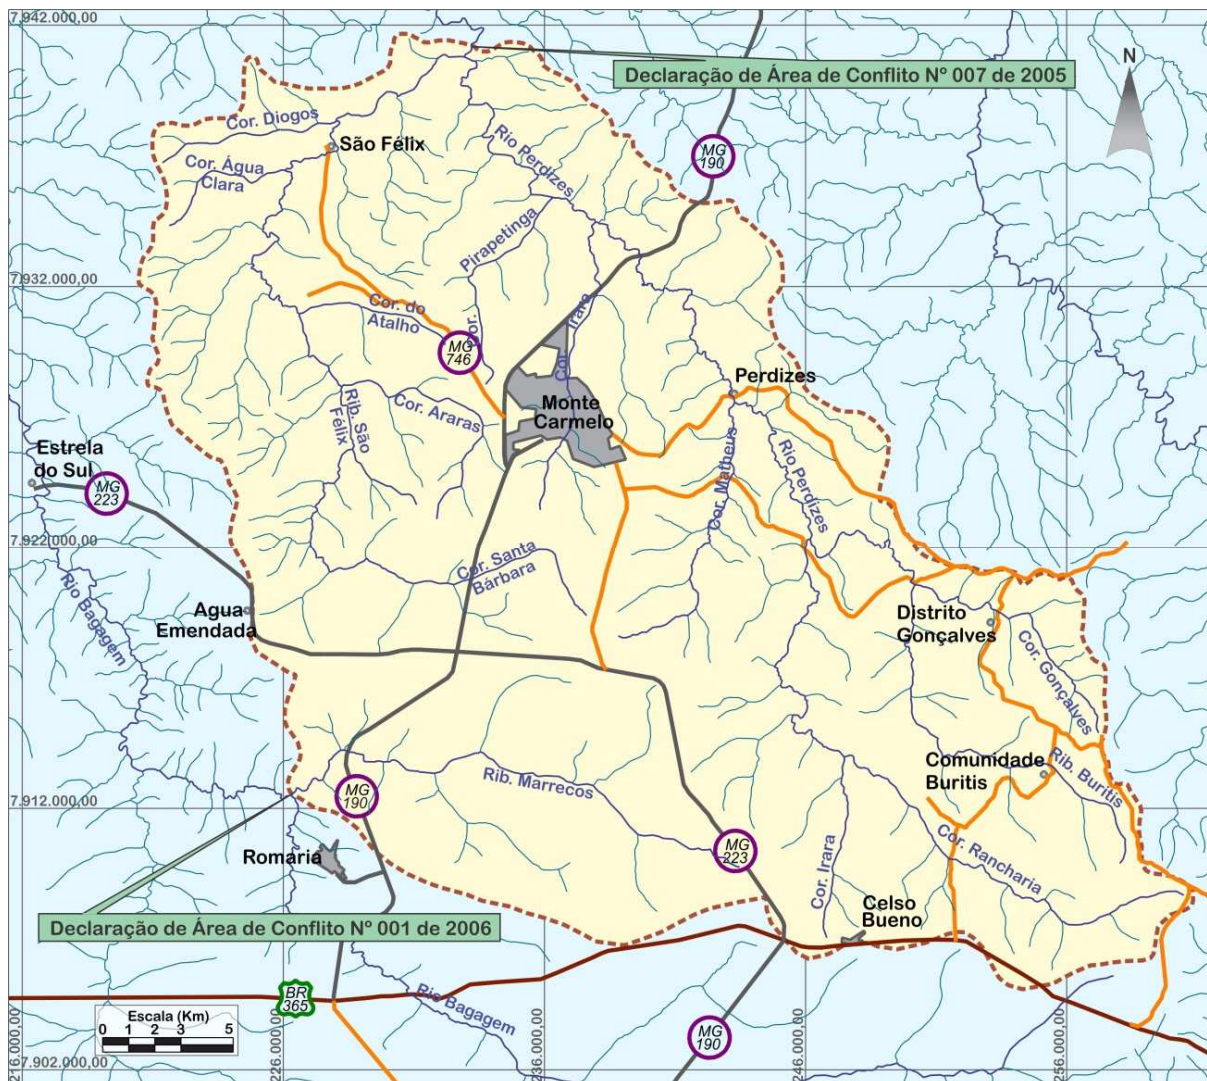 7.942.000,00
Declaração de Área de Conflito Nº 007 de 2005
N
MG
190
Cor. Diogos
São Félix
Rio Perdizes
Cor. Água
Clara
Pirapetinga
Cor.
7.932.000,00
Cor. do
Atalho
MG
746
Cor. Irara
Perdizes
Monte
Carmelo
Cor. Araras
Rib. São
Félix
Estrela
do Sul
MG
223
Cor. Matheus
Rio Perdizes
7.922.000,00
Cor. Santa
Bárbara
Rio Bagagem
Agua
Emendada
Distrito
Gonçalves
Cor. Gonçalves
Comunidade
Buritis
Rib. Buritis
Rib. Marrecos
7.912.000,00
MG
190
MG
223
Romaria
Cor. Irara
Cor. Rancharia
Celso
Bueno
Declaração de Área de Conflito Nº 001 de 2006
BR
365
Rio Bagagem
Escala (Km)
0 1 2 3 5
MG
190
7.902.000,00
216.000,00
226.000,00
236.000,00
246.000,00
256.000,00